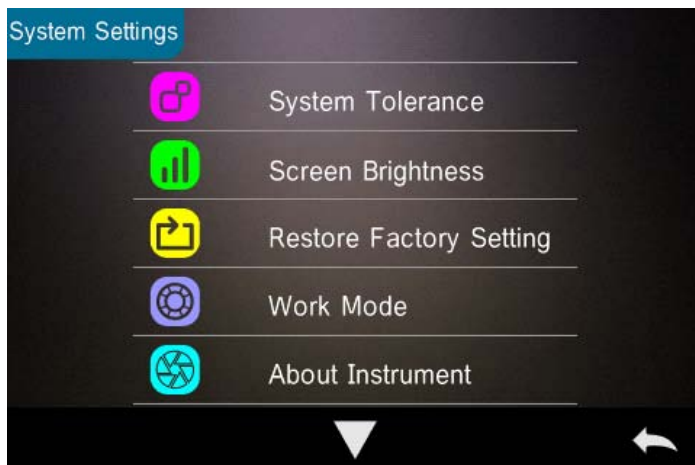 System Settings
System Tolerance
Screen Brightness
Restore Factory Setting
Work Mode
About Instrument